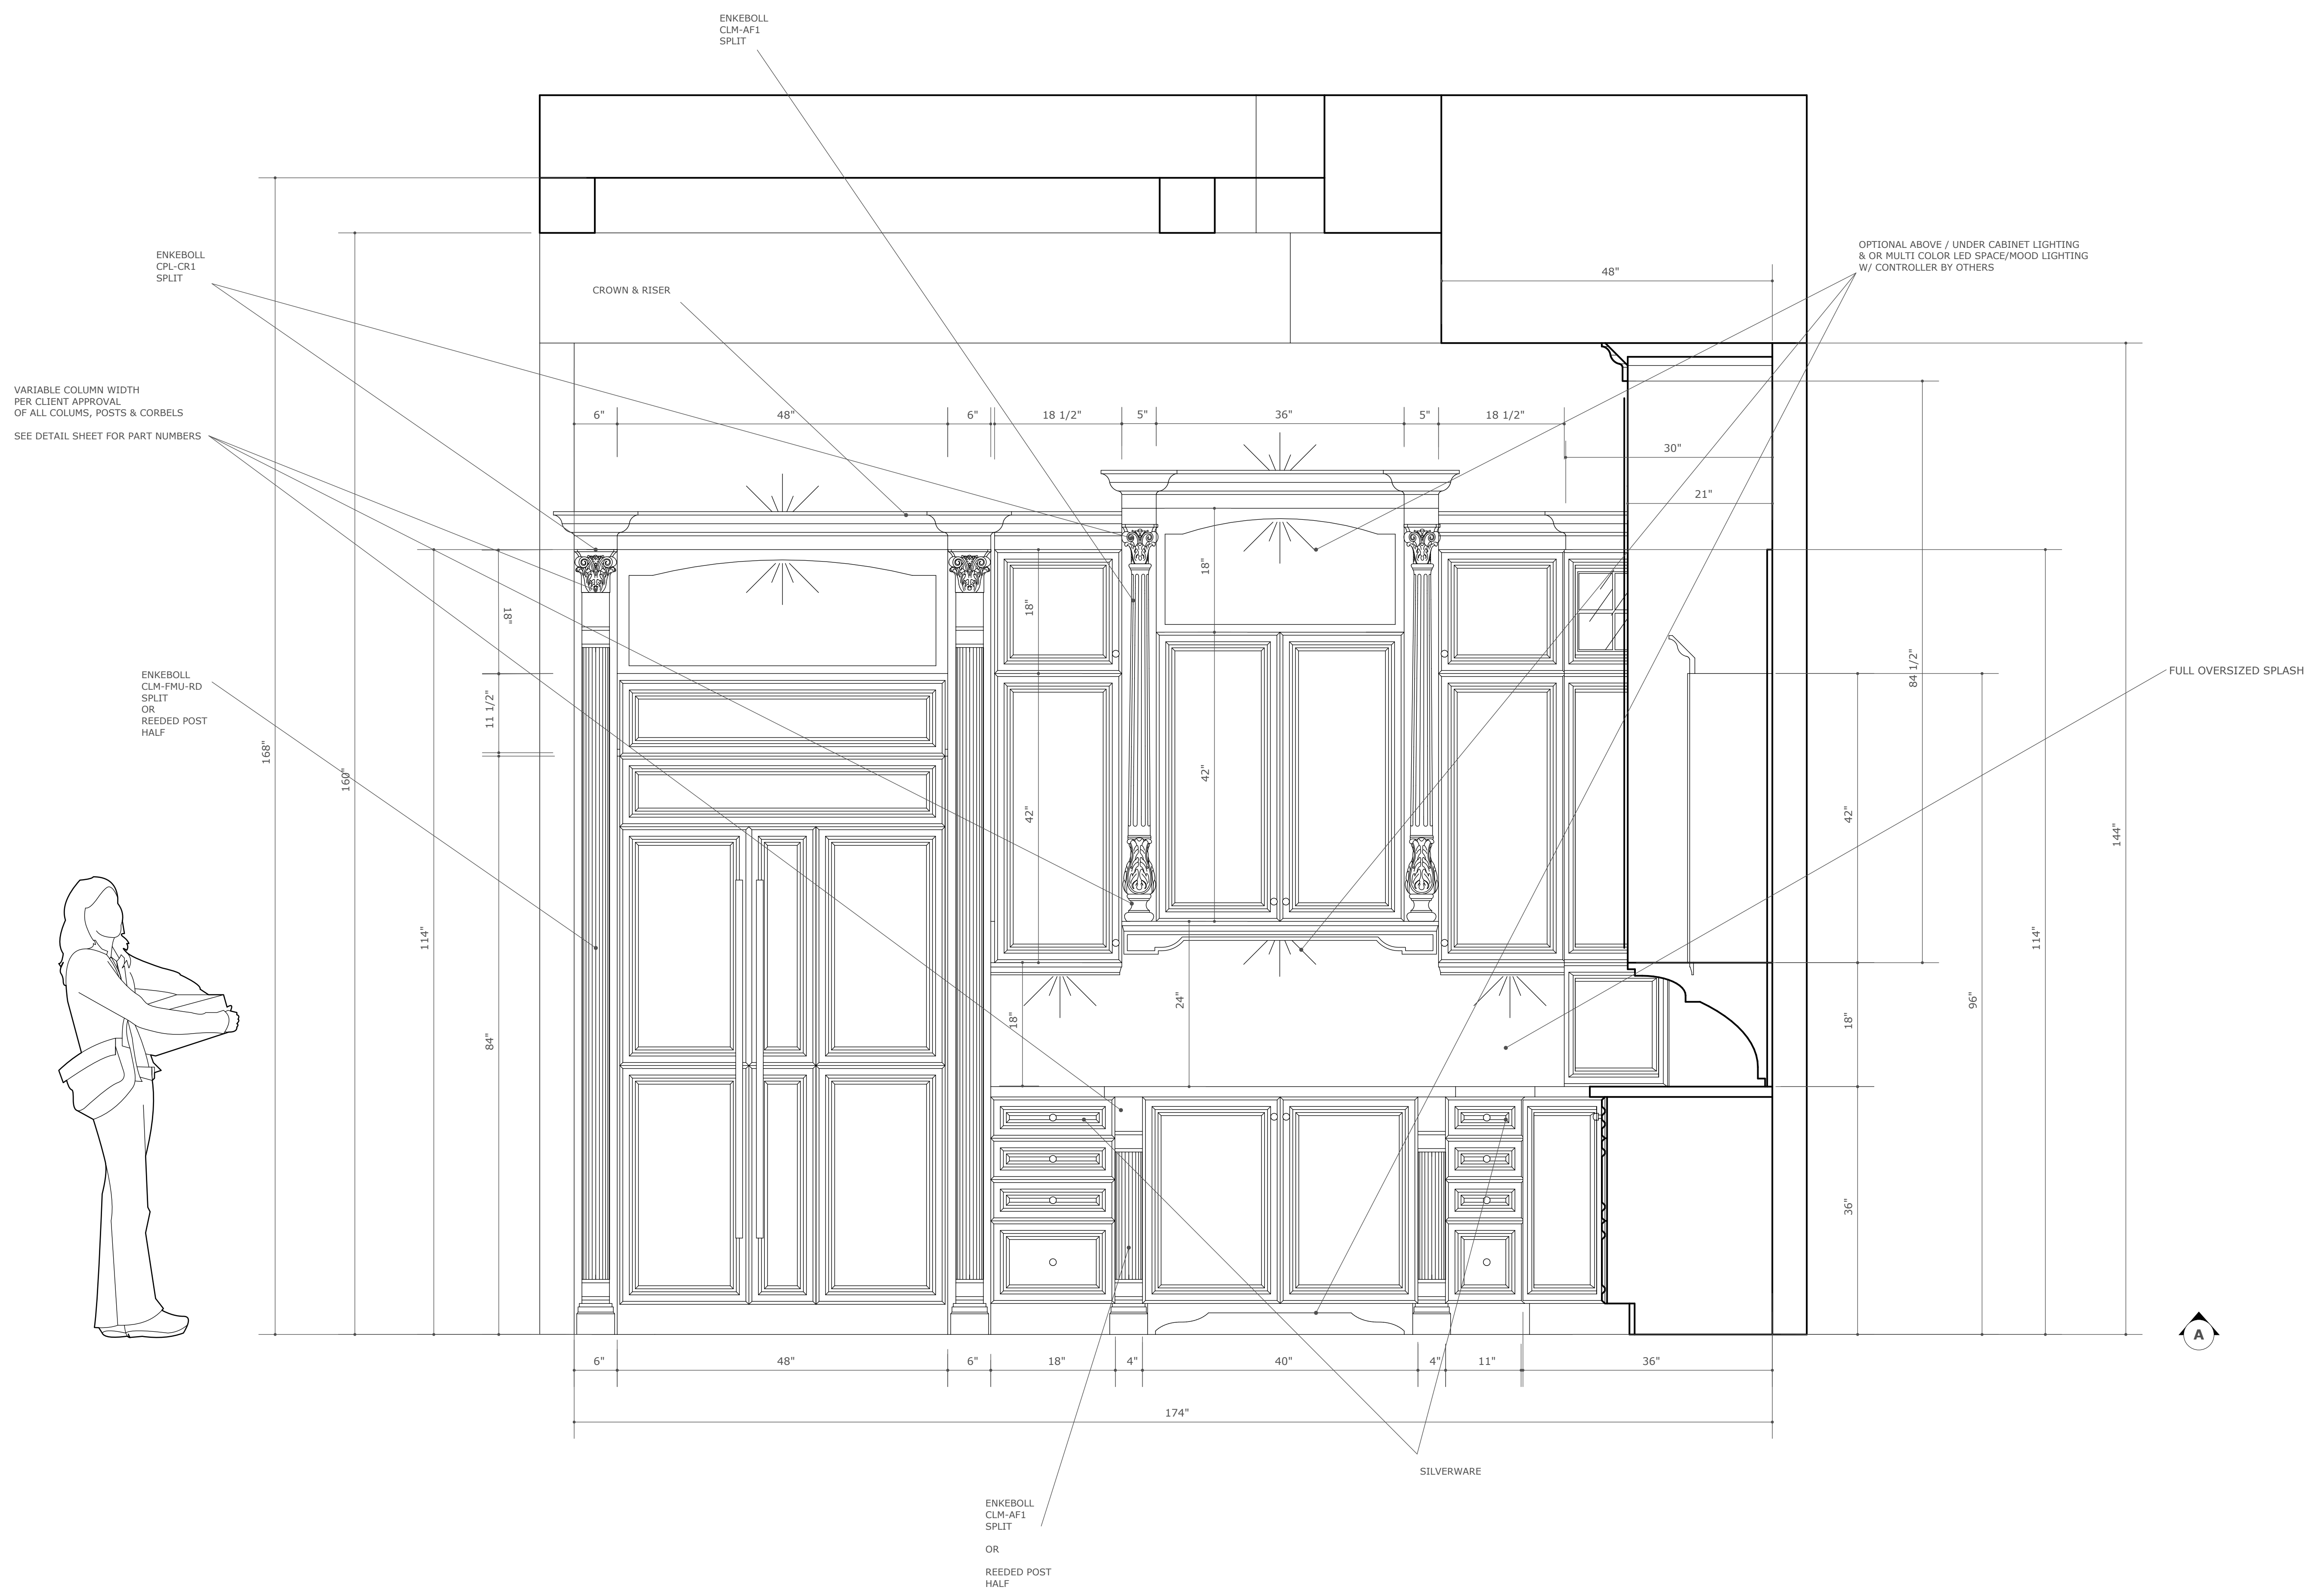 ENKEBOLL
CLM-AF1
SPLIT
ENKEBOLL
CPL-CR1
SPLIT
CROWN & RISER
OPTIONAL ABOVE / UNDER CABINET LIGHTING
& OR MULTI COLOR LED SPACE/MOOD LIGHTING
W/ CONTROLLER BY OTHERS
48"
VARIABLE COLUMN WIDTH
PER CLIENT APPROVAL
OF ALL COLUMS, POSTS & CORBELS
SEE DETAIL SHEET FOR PART NUMBERS
6"
48"
6"
18 1/2"
5"
36"
5"
18 1/2"
30"
21"
18"
18"
18"
ENKEBOLL
CLM-FMU-RD
SPLIT
OR
REEDED POST
HALF
11 1/2"
84 1/2"
FULL OVERSIZED SPLASH
168"
160"
42"
42"
42"
144"
114"
84"
18"
24"
18"
96"
114"
36"
A
6"
48"
6"
18"
4"
40"
4"
11"
36"
174"
SILVERWARE
ENKEBOLL
CLM-AF1
SPLIT
OR
REEDED POST
HALF